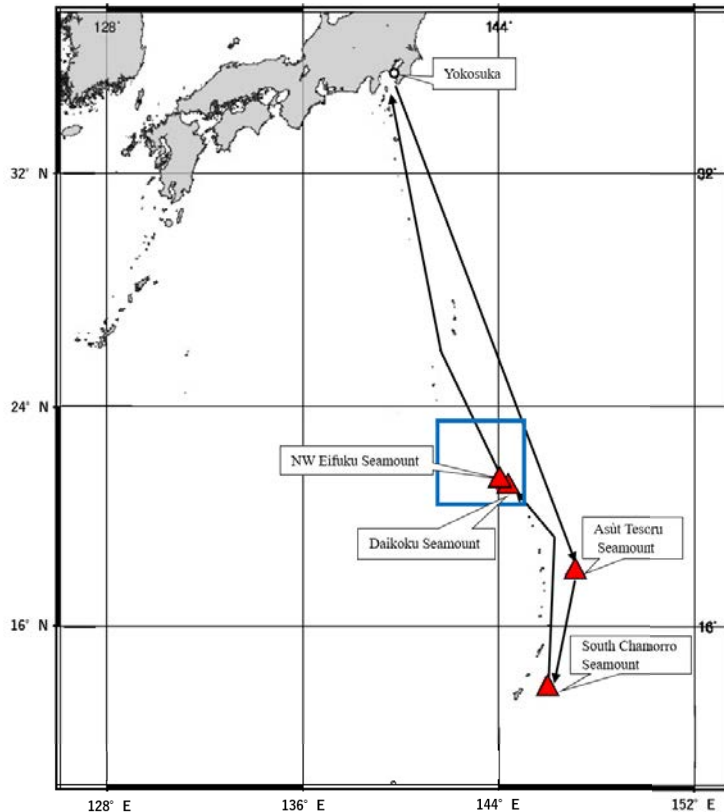 128°
144°
Yokosuka
32° N
32°
24° N
NW Eifuku Seamount
Daikoku Seamount
Asùt Tesoru
Seamount
16° N
16°
South Chamorro
Seamount
128° E
136° E
144° E
152° E